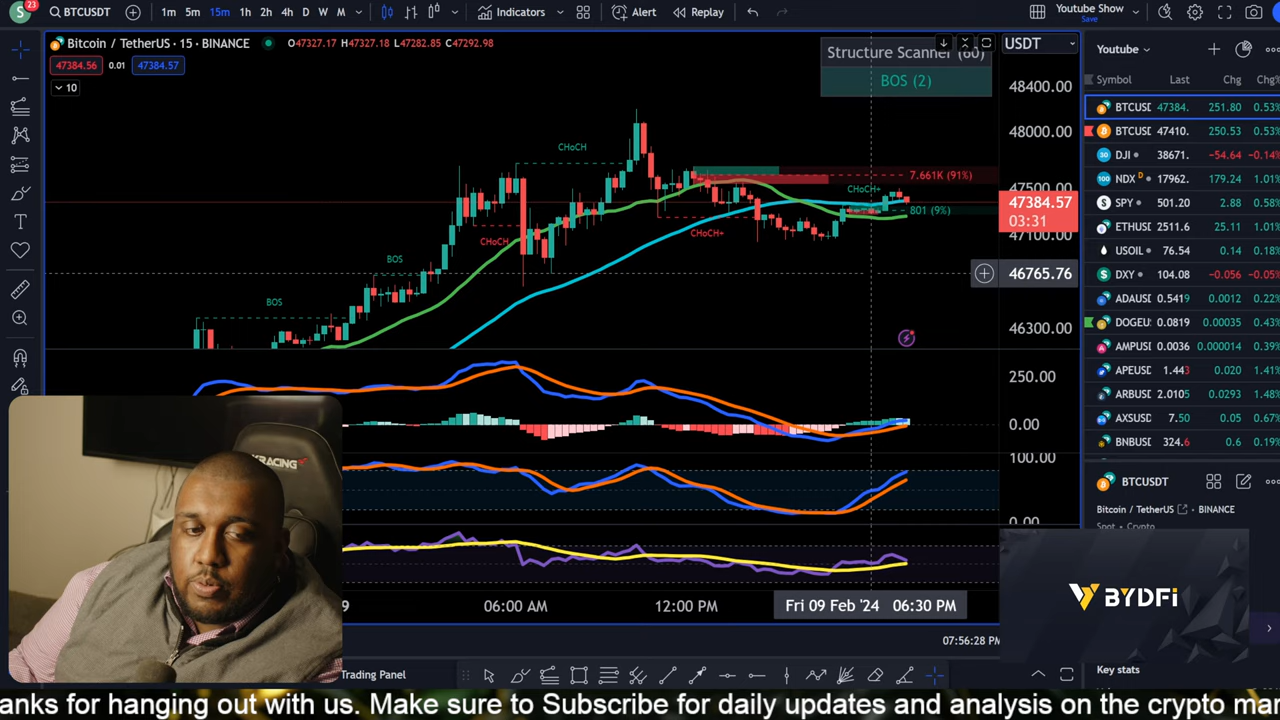 S 23 BTCUSDT 1m 5m 15m 1h 2h 4h D W M Indicators Alert Replay Youtube Show
Save
Bitcoin / TetherUS · 15 · BINANCE O47327.17 H47327.18 L47282.85 C47292.98
47384.56 0.01 47384.57
10
Structure Scanner (60)
BOS (2)
USDT
48400.00
48000.00
47500.00
47384.57
03:31
47100.00
46765.76
46300.00
250.00
0.00
100.00
0.00
CHoCH
CHoCH
CHoCH+
CHoCH+
BOS
BOS
7.661K (91%)
801 (9%)
9 06:00 AM 12:00 PM Fri 09 Feb '24 06:30 PM
07:56:28 PM
Trading Panel
Youtube
Symbol Last Chg Chg%
BTCUSD 47384. 251.80 0.53%
BTCUSD 47410. 250.53 0.53%
DJI 38671. -54.64 -0.14%
NDX D 17962. 179.24 1.01%
SPY 501.20 2.88 0.58%
ETHUSD 2511.6 25.11 1.01%
USOIL 76.54 0.14 0.18%
DXY 104.08 -0.056 -0.05%
ADAUSD 0.5419 0.0012 0.22%
DOGEU 0.0819 0.00035 0.43%
AMPUSD 0.0036 0.000014 0.39%
APEUSD 1.443 0.020 1.41%
ARBUSD 2.0105 0.0293 1.48%
AXSUSD 7.50 0.05 0.67%
BNBUSD 324.6 0.6 0.19%
BTCUSDT
Bitcoin / TetherUS · BINANCE
Spot · Crypto
BYDFi
Key stats
KRACING
anks for hanging out with us. Make sure to Subscribe for daily updates and analysis on the crypto mar